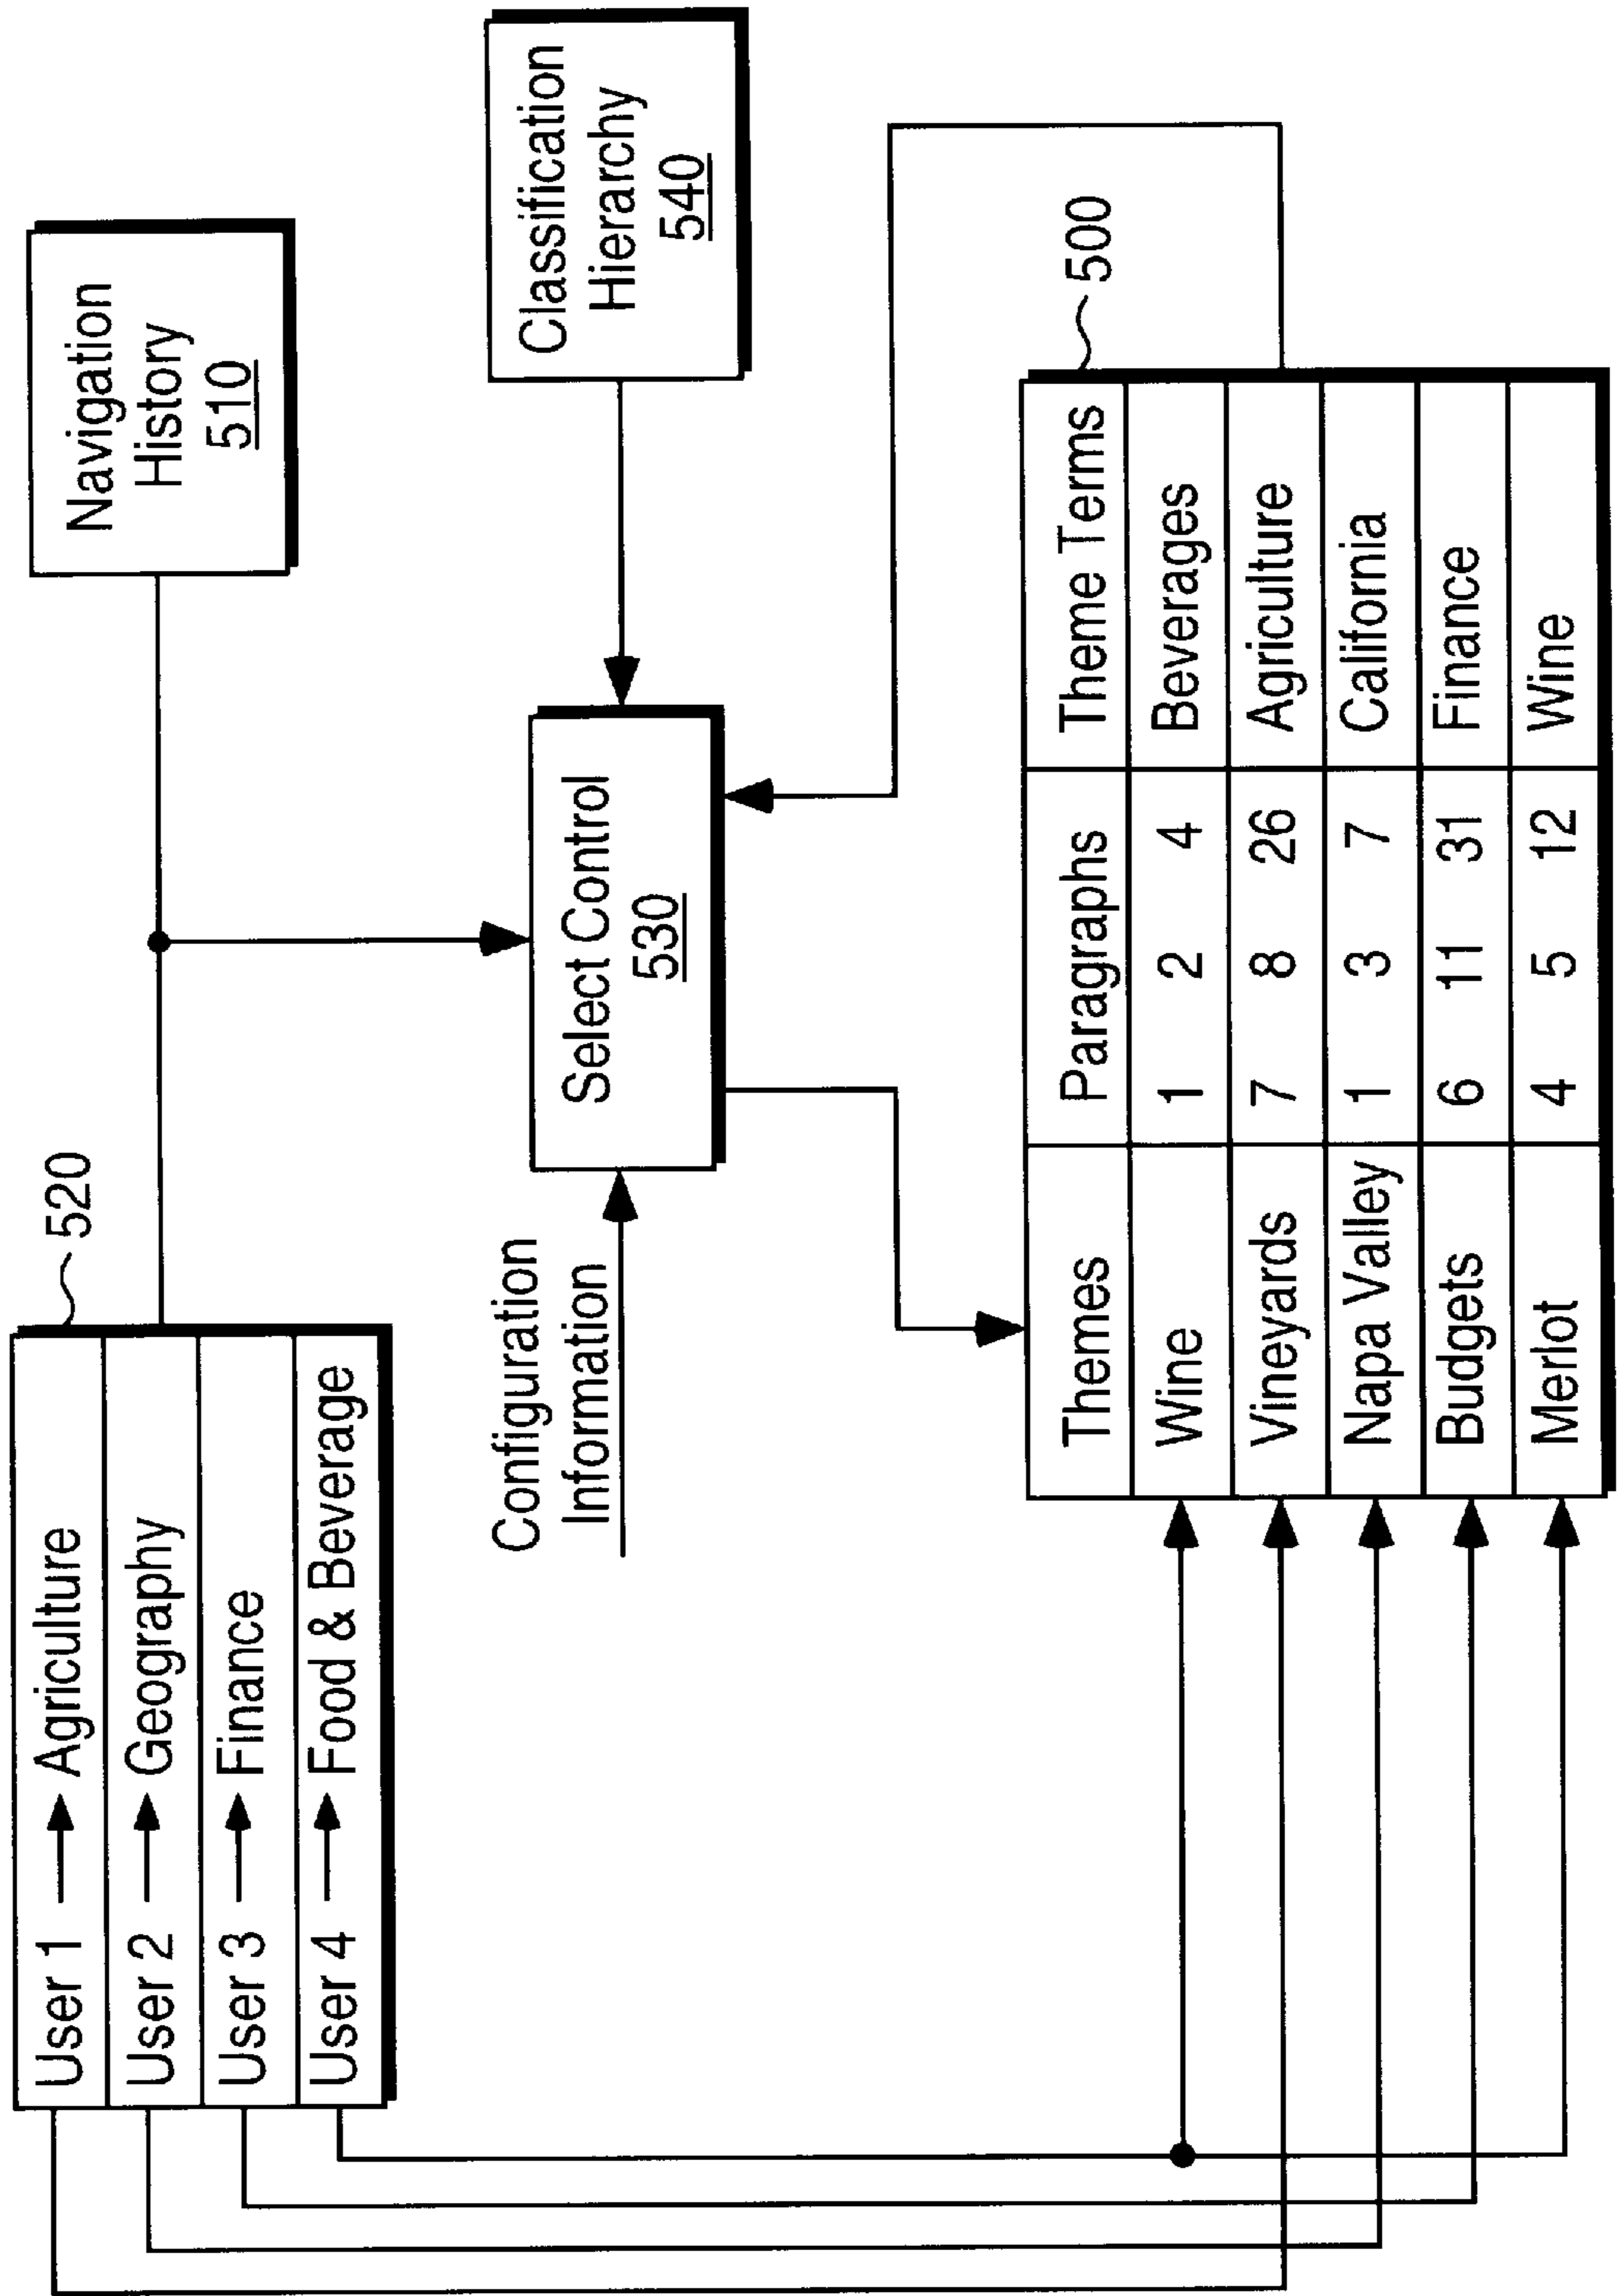 520
User 1 → Agriculture
User 2 → Geography
User 3 → Finance
User 4 → Food & Beverage
Navigation
History
510
Configuration
Information
Select Control
530
Classification
Hierarchy
540
500
Themes Paragraphs Theme Terms
Wine 1 2 4 Beverages
Vineyards 7 8 26 Agriculture
Napa Valley 1 3 7 California
Budgets 6 11 31 Finance
Merlot 4 5 12 Wine